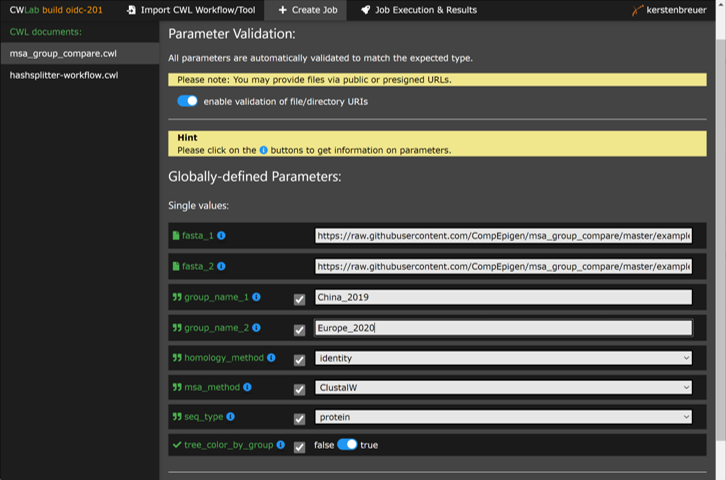 CWLab build oidc-201
Import CWL Workflow/Tool
Create Job
Job Execution & Results
kerstenbreuer
CWL documents:
msa_group_compare.cwl
hashsplitter-workflow.cwl
Parameter Validation:
All parameters are automatically validated to match the expected type.
Please note: You may provide files via public or presigned URLs.
enable validation of file/directory URIs
Hint
Please click on the i buttons to get information on parameters.
Globally-defined Parameters:
Single values:
fasta_1 i https://raw.githubusercontent.com/CompEpigen/msa_group_compare/master/example
fasta_2 i https://raw.githubusercontent.com/CompEpigen/msa_group_compare/master/example
group_name_1 i China_2019
group_name_2 i Europe_2020
homology_method i identity
msa_method i ClustalW
seq_type i protein
tree_color_by_group i false true